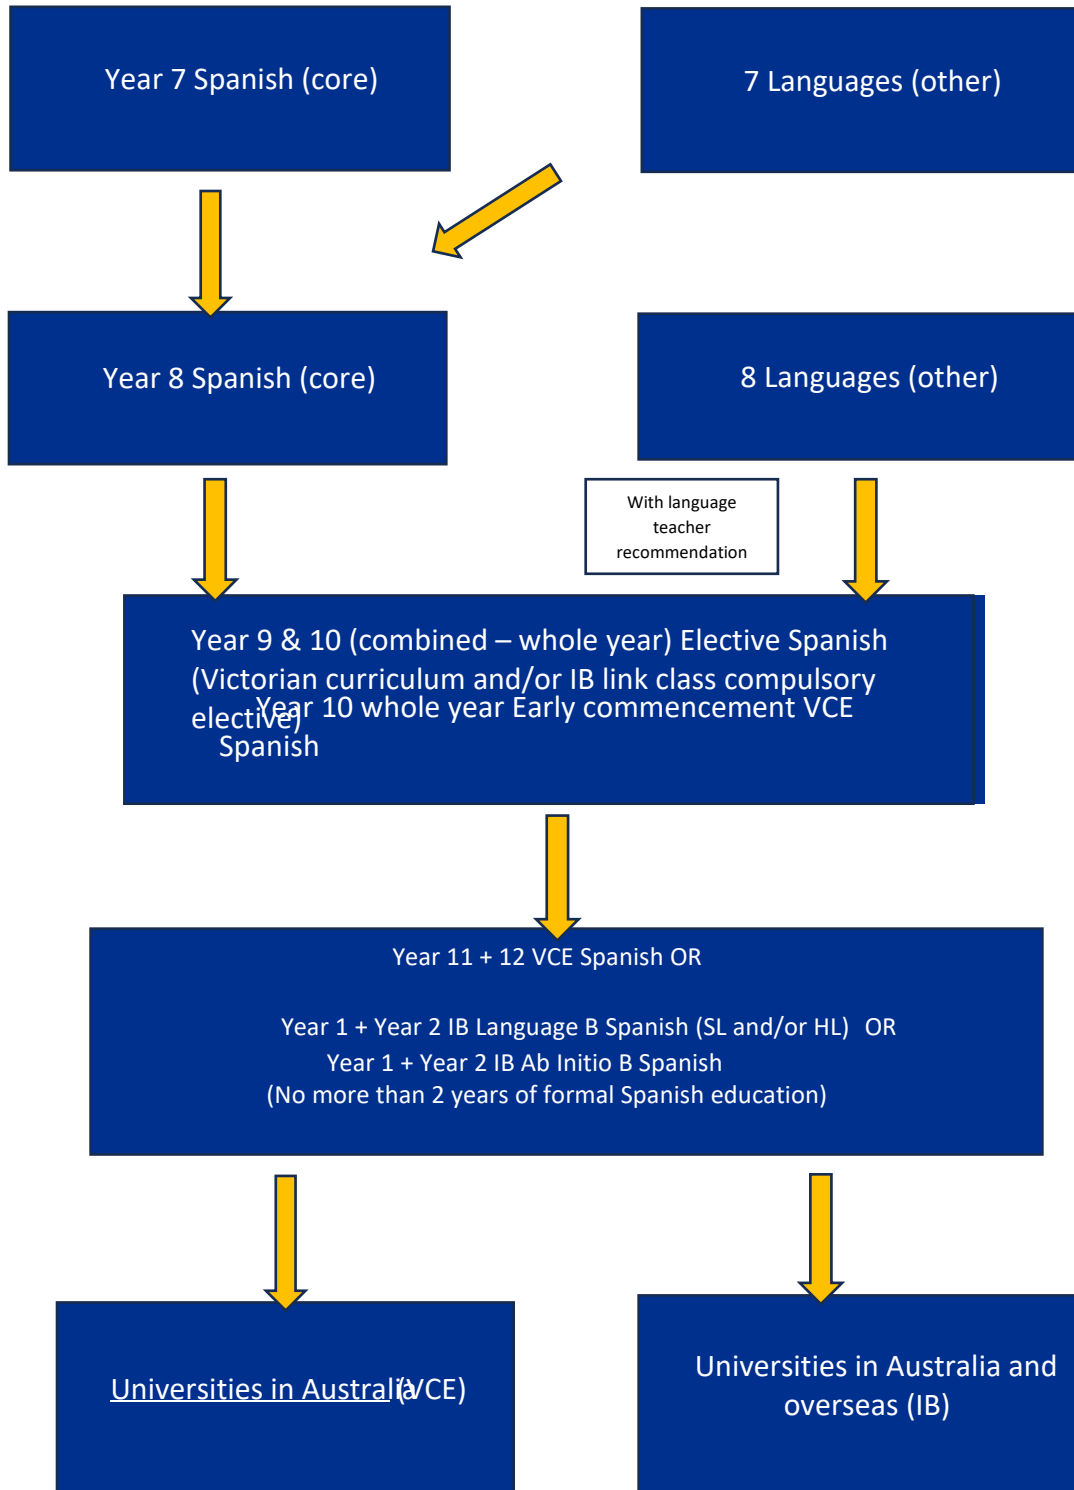 Year 7 Spanish (core)
7 Languages (other)
Year 8 Spanish (core)
8 Languages (other)
With language
teacher
recommendation
Year 9 & 10 (combined – whole year) Elective Spanish
(Victorian curriculum and/or IB link class compulsory
elective)
Year 10 whole year Early commencement VCE
Spanish
Year 11 + 12 VCE Spanish OR
Year 1 + Year 2 IB Language B Spanish (SL and/or HL) OR
Year 1 + Year 2 IB Ab Initio B Spanish
(No more than 2 years of formal Spanish education)
Universities in Australia (VCE)
Universities in Australia and
overseas (IB)